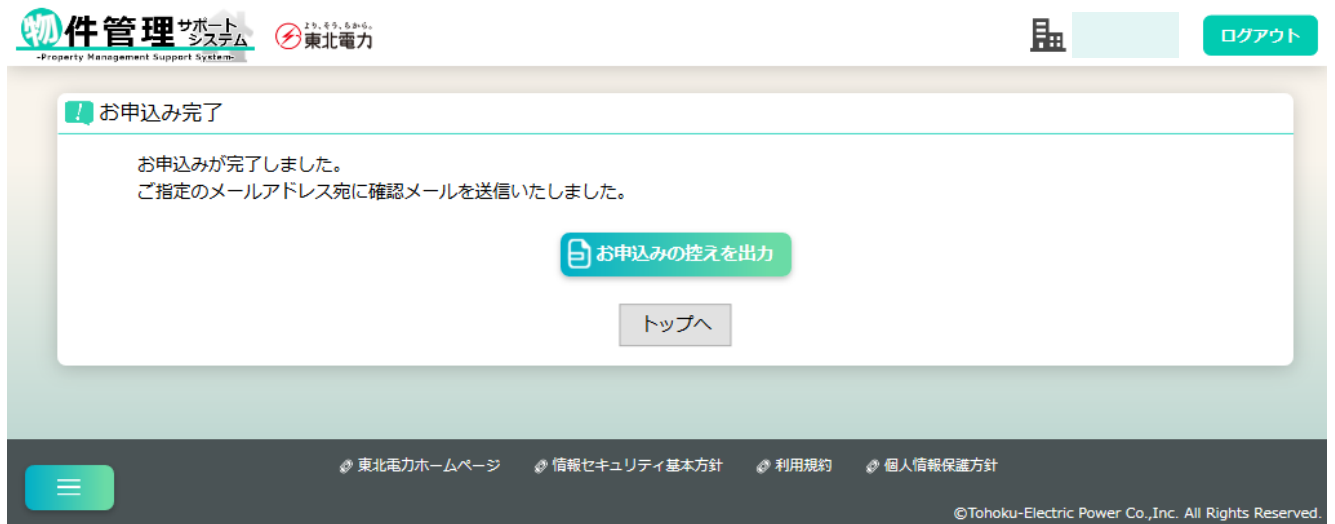 物件管理サポートシステム
-Property Management Support System-
より、そう、ちから。
東北電力
ログアウト
お申込み完了
お申込みが完了しました。
ご指定のメールアドレス宛に確認メールを送信いたしました。
お申込みの控えを出力
トップへ
東北電力ホームページ 情報セキュリティ基本方針 利用規約 個人情報保護方針
©Tohoku-Electric Power Co.,Inc. All Rights Reserved.